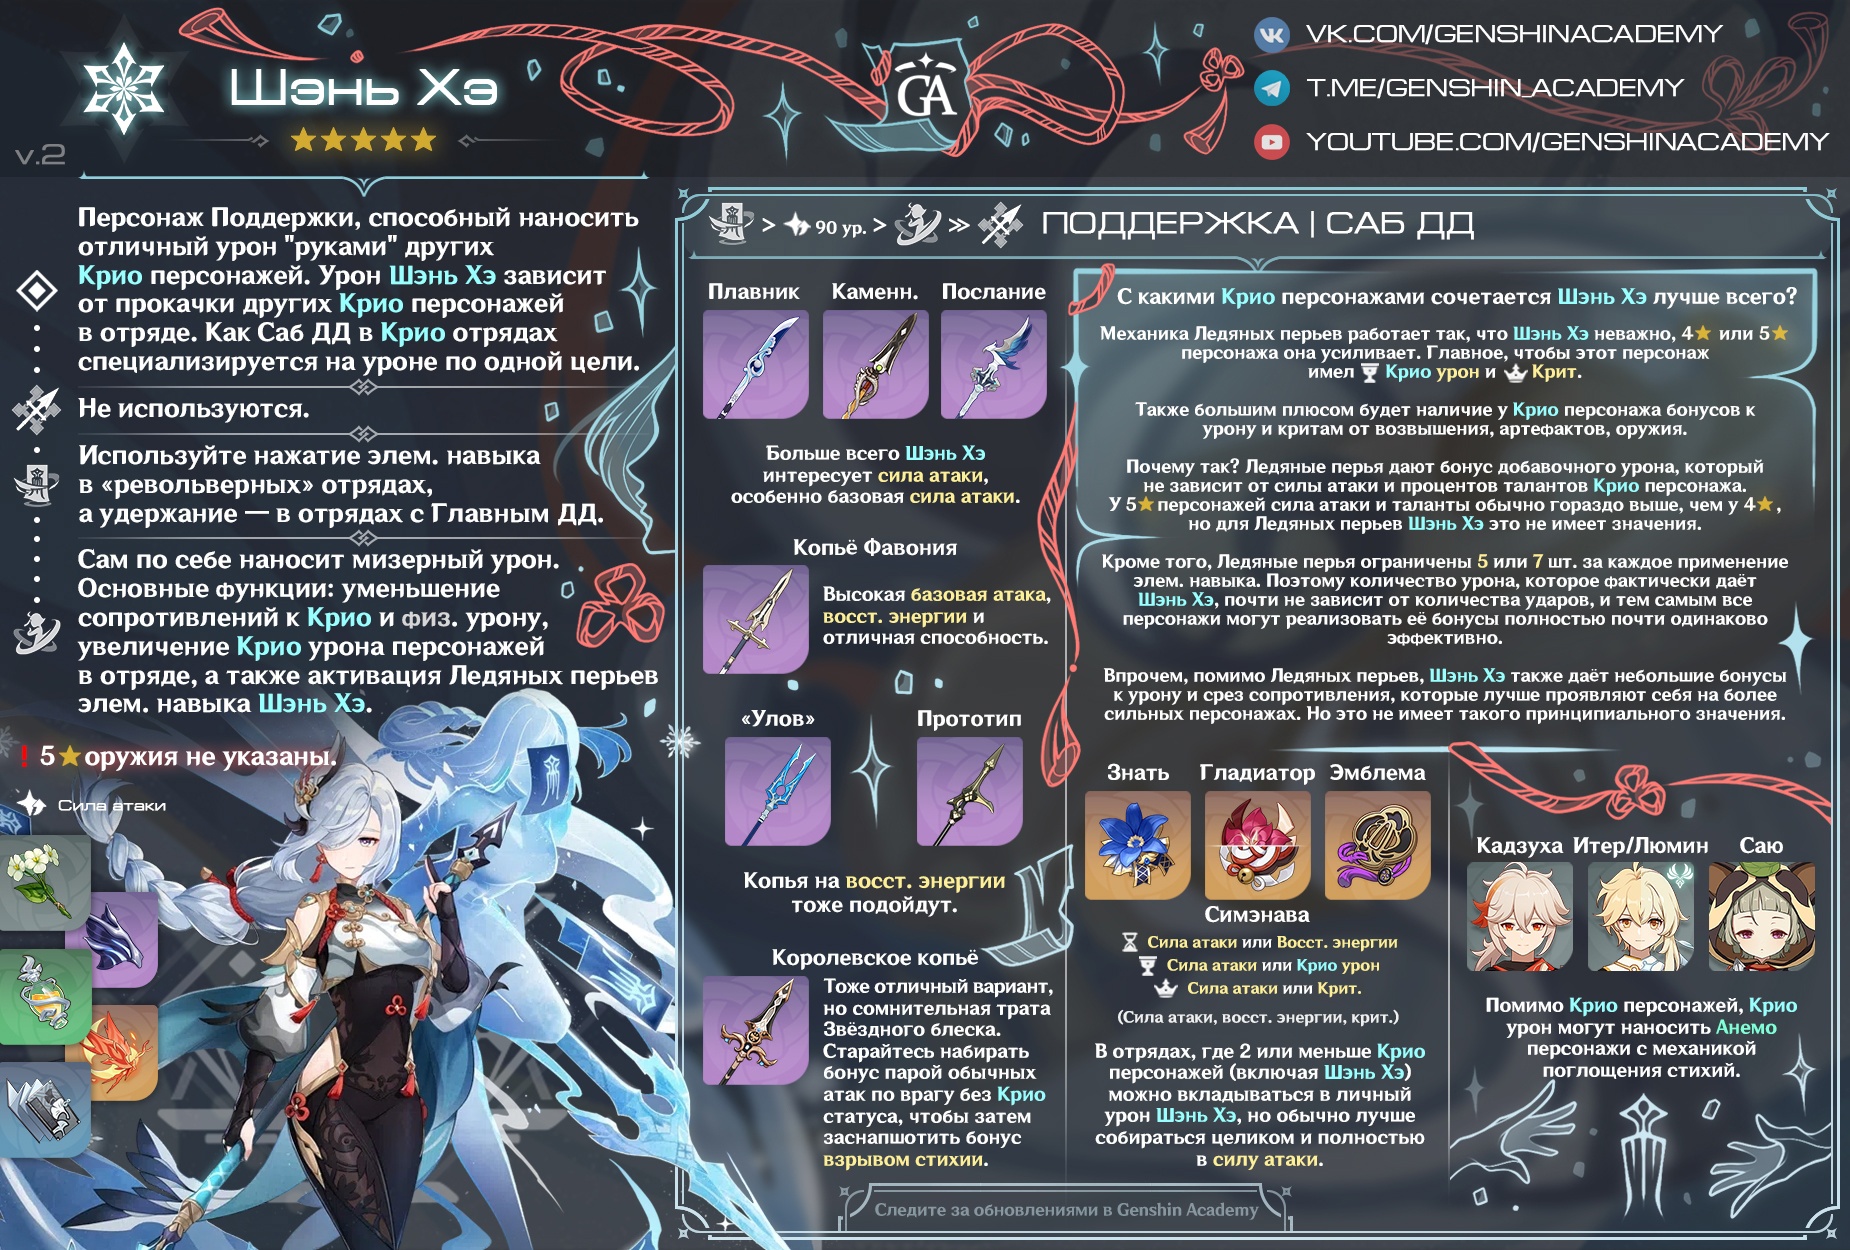 Шэнь Хэ
v.2
GA
VK.COM/GENSHINACADEMY
T.ME/GENSHIN_ACADEMY
YOUTUBE.COM/GENSHINACADEMY
Персонаж Поддержки, способный наносить
отличный урон "руками" других
Крио персонажей. Урон Шэнь Хэ зависит
от прокачки других Крио персонажей
в отряде. Как Саб ДД в Крио отрядах
специализируется на уроне по одной цели.
Не используются.
Используйте нажатие элем. навыка
в «револьверных» отрядах,
а удержание — в отрядах с Главным ДД.
Сам по себе наносит мизерный урон.
Основные функции: уменьшение
сопротивлений к Крио и физ. урону,
увеличение Крио урона персонажей
в отряде, а также активация Ледяных перьев
элем. навыка Шэнь Хэ.
! 5★оружия не указаны.
Сила атаки
> 90 ур. > >> ПОДДЕРЖКА | САБ ДД
Плавник Каменн. Послание
Больше всего Шэнь Хэ
интересует сила атаки,
особенно базовая сила атаки.
Копьё Фавония
Высокая базовая атака,
восст. энергии и
отличная способность.
«Улов» Прототип
Копья на восст. энергии
тоже подойдут.
Королевское копьё
Тоже отличный вариант,
но сомнительная трата
Звёздного блеска.
Старайтесь набирать
бонус парой обычных
атак по врагу без Крио
статуса, чтобы затем
заснапшотить бонус
взрывом стихии.
С какими Крио персонажами сочетается Шэнь Хэ лучше всего?
Механика Ледяных перьев работает так, что Шэнь Хэ неважно, 4★ или 5★
персонажа она усиливает. Главное, чтобы этот персонаж
имел Крио урон и Крит.
Также большим плюсом будет наличие у Крио персонажа бонусов к
урону и критам от возвышения, артефактов, оружия.
Почему так? Ледяные перья дают бонус добавочного урона, который
не зависит от силы атаки и процентов талантов Крио персонажа.
У 5★персонажей сила атаки и таланты обычно гораздо выше, чем у 4★,
но для Ледяных перьев Шэнь Хэ это не имеет значения.
Кроме того, Ледяные перья ограничены 5 или 7 шт. за каждое применение
элем. навыка. Поэтому количество урона, которое фактически даёт
Шэнь Хэ, почти не зависит от количества ударов, и тем самым все
персонажи могут реализовать её бонусы полностью почти одинаково
эффективно.
Впрочем, помимо Ледяных перьев, Шэнь Хэ также даёт небольшие бонусы
к урону и срез сопротивления, которые лучше проявляют себя на более
сильных персонажах. Но это не имеет такого принципиального значения.
Знать Гладиатор Эмблема
Симэнава
Сила атаки или Восст. энергии
Сила атаки или Крио урон
Сила атаки или Крит.
(Сила атаки, восст. энергии, крит.)
В отрядах, где 2 или меньше Крио
персонажей (включая Шэнь Хэ)
можно вкладываться в личный
урон Шэнь Хэ, но обычно лучше
собираться целиком и полностью
в силу атаки.
Кадзуха Итер/Люмин Саю
Помимо Крио персонажей, Крио
урон могут наносить Анемо
персонажи с механикой
поглощения стихий.
Следите за обновлениями в Genshin Academy